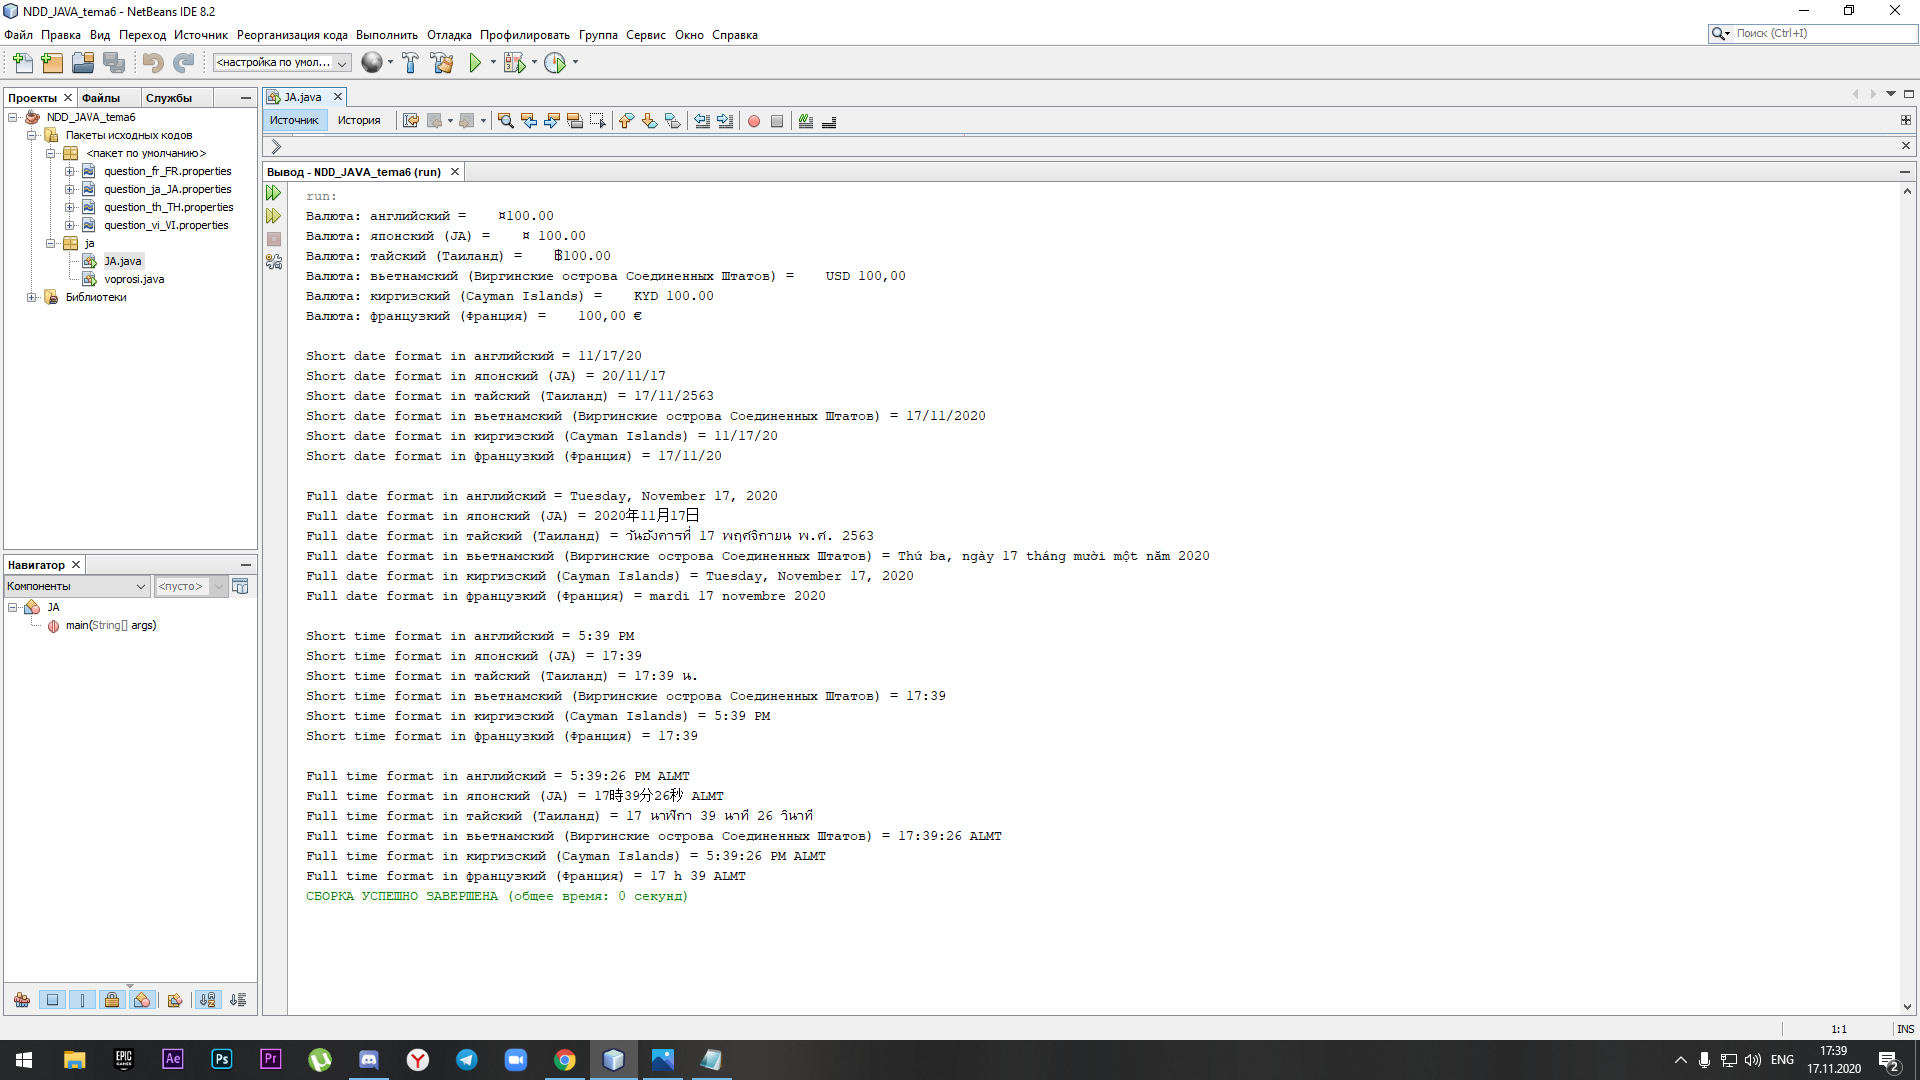 NDD_JAVA_tema6 - NetBeans IDE 8.2
Файл Правка Вид Переход Источник Реорганизация кода Выполнить Отладка Профилировать Группа Сервис Окно Справка
Поиск (Ctrl+I)
<настройка по умол...
Проекты Файлы Службы
NDD_JAVA_tema6
Пакеты исходных кодов
<пакет по умолчанию>
question_fr_FR.properties
question_ja_JA.properties
question_th_TH.properties
question_vi_VI.properties
ja
JA.java
voprosi.java
Библиотеки
Навигатор
Компоненты <пусто>
JA
main(String[] args)
JA.java
Источник История
Вывод - NDD_JAVA_tema6 (run)
run:
Валюта: английский = ¤100.00
Валюта: японский (JA) = ¤ 100.00
Валюта: тайский (Таиланд) = ฿100.00
Валюта: вьетнамский (Виргинские острова Соединенных Штатов) = USD 100,00
Валюта: киргизский (Cayman Islands) = KYD 100.00
Валюта: французкий (Франция) = 100,00 €
Short date format in английский = 11/17/20
Short date format in японский (JA) = 20/11/17
Short date format in тайский (Таиланд) = 17/11/2563
Short date format in вьетнамский (Виргинские острова Соединенных Штатов) = 17/11/2020
Short date format in киргизский (Cayman Islands) = 11/17/20
Short date format in французкий (Франция) = 17/11/20
Full date format in английский = Tuesday, November 17, 2020
Full date format in японский (JA) = 2020年11月17日
Full date format in тайский (Таиланд) = วันอังคารที่ 17 พฤศจิกายน พ.ศ. 2563
Full date format in вьетнамский (Виргинские острова Соединенных Штатов) = Thứ ba, ngày 17 tháng mười một năm 2020
Full date format in киргизский (Cayman Islands) = Tuesday, November 17, 2020
Full date format in французкий (Франция) = mardi 17 novembre 2020
Short time format in английский = 5:39 PM
Short time format in японский (JA) = 17:39
Short time format in тайский (Таиланд) = 17:39 น.
Short time format in вьетнамский (Виргинские острова Соединенных Штатов) = 17:39
Short time format in киргизский (Cayman Islands) = 5:39 PM
Short time format in французкий (Франция) = 17:39
Full time format in английский = 5:39:26 PM ALMT
Full time format in японский (JA) = 17時39分26秒 ALMT
Full time format in тайский (Таиланд) = 17 นาฬิกา 39 นาที 26 วินาที
Full time format in вьетнамский (Виргинские острова Соединенных Штатов) = 17:39:26 ALMT
Full time format in киргизский (Cayman Islands) = 5:39:26 PM ALMT
Full time format in французкий (Франция) = 17 h 39 ALMT
СБОРКА УСПЕШНО ЗАВЕРШЕНА (общее время: 0 секунд)
1:1 INS
EPIC GAMES Ae Ps Pr
ENG
17:39
17.11.2020
2